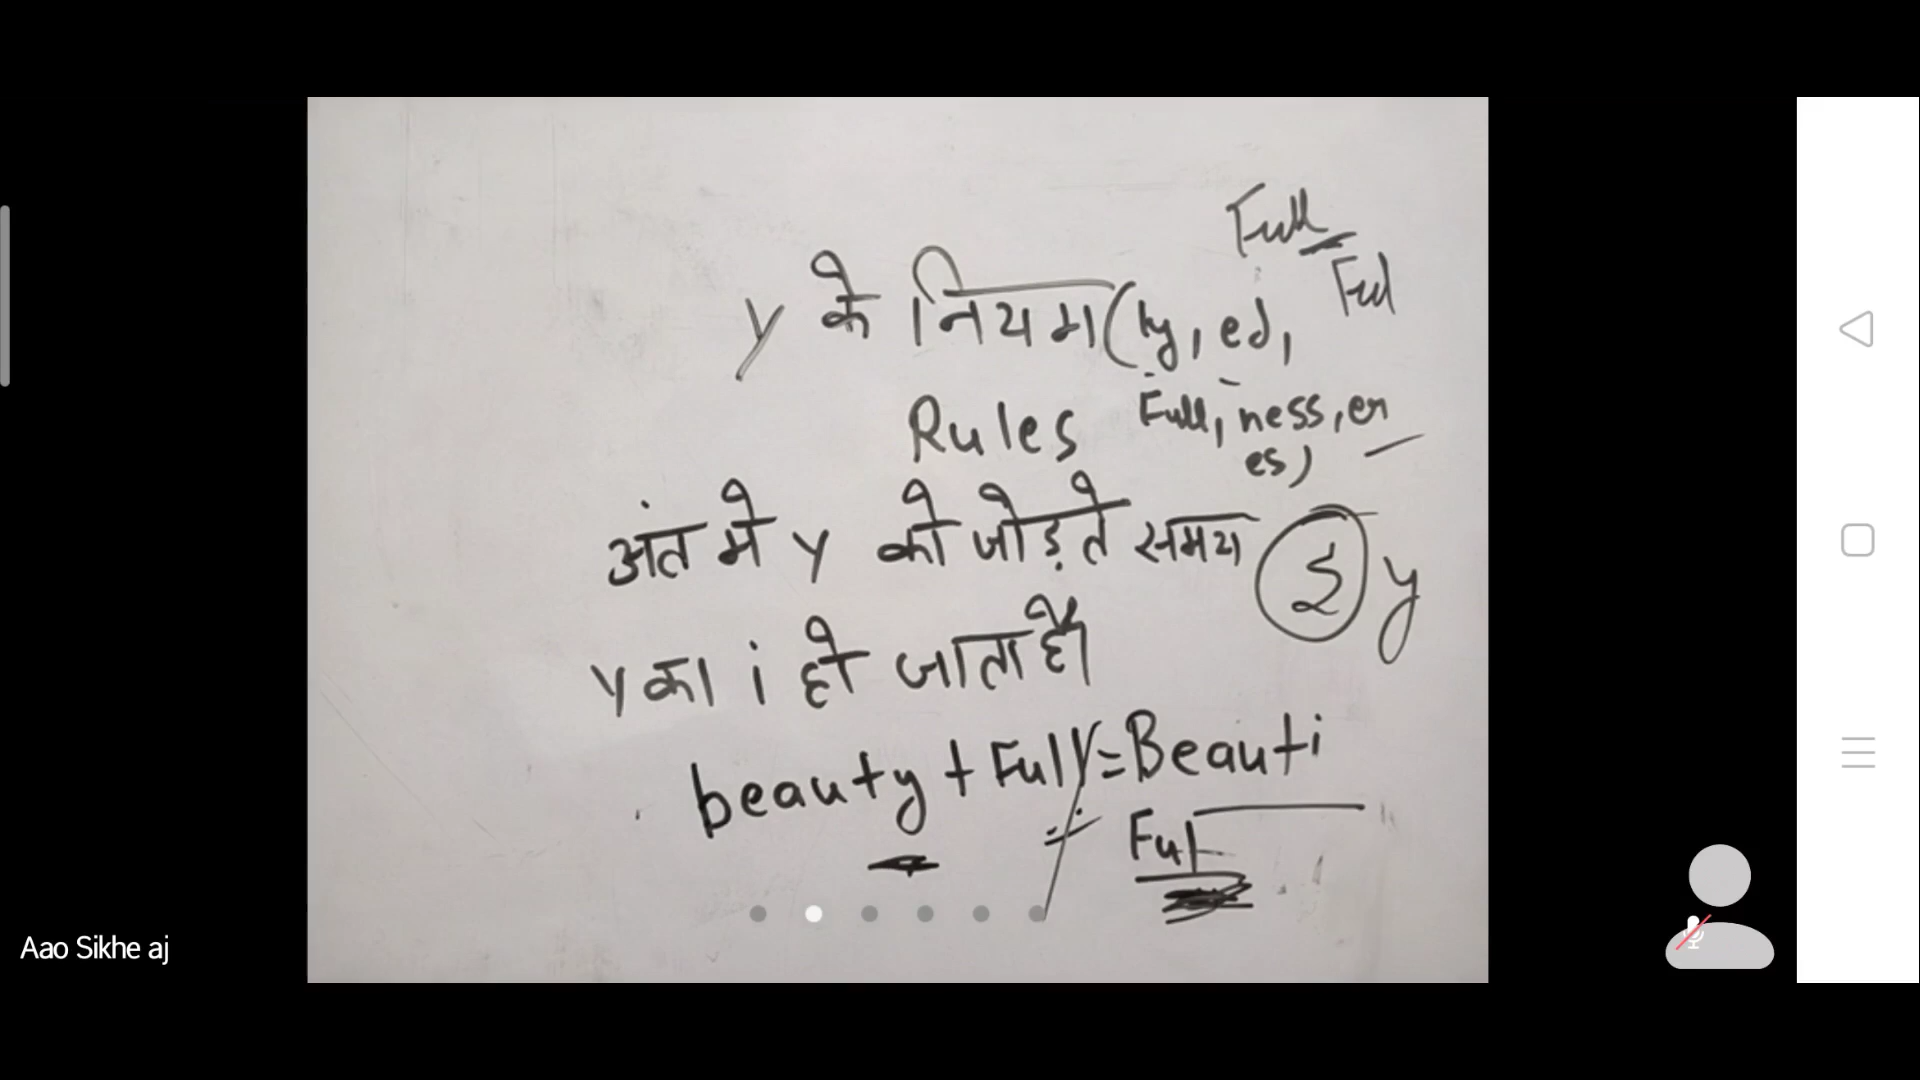 Full
Ful
y के नियम (ly, ed,
Rules Full, ness, er
es)
अंत मे y को जोड़ते समय इ y
y का i हो जाता है।
beauty + Full = Beauti
= Ful
Aao Sikhe aj